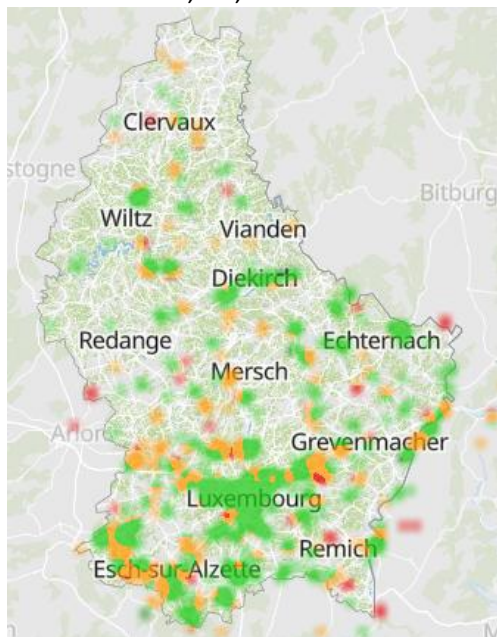 Clervaux
stogne
Bitburg
Wiltz
Vianden
Diekirch
Redange
Echternach
Mersch
Arlon
Grevenmacher
Luxembourg
Remich
Esch-sur-Alzette